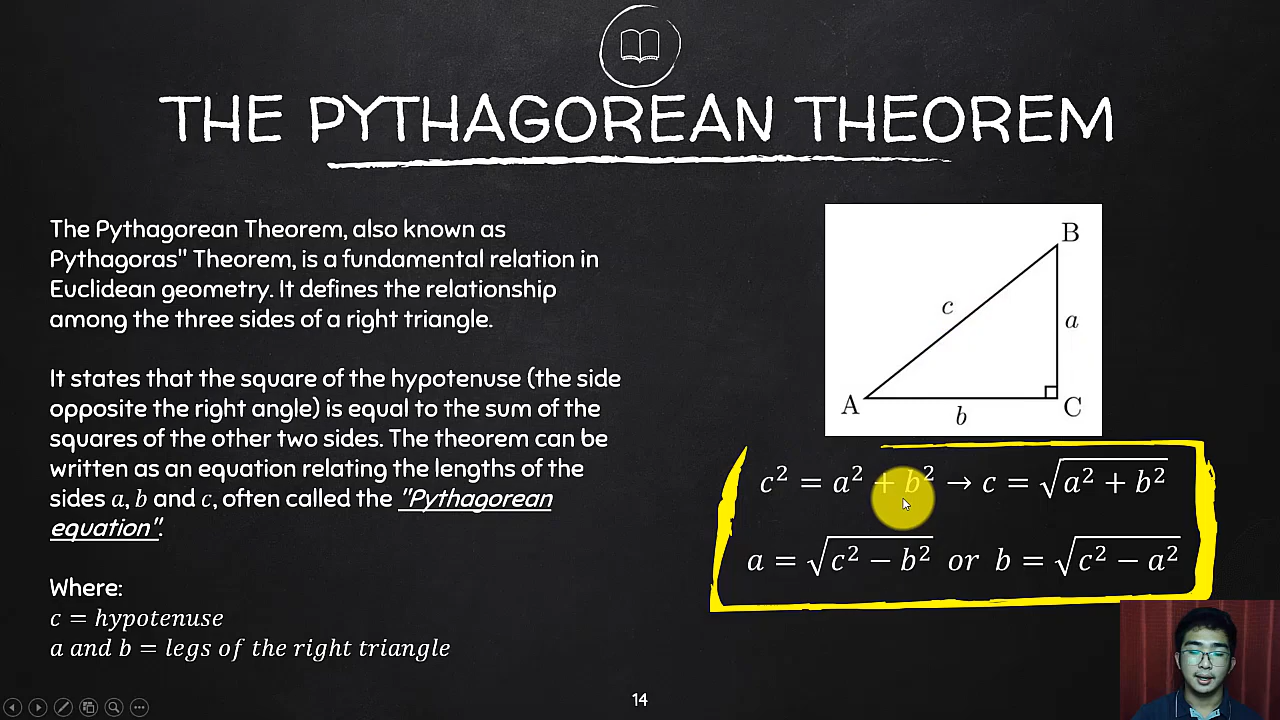 THE PYTHAGOREAN THEOREM
The Pythagorean Theorem, also known as
Pythagoras" Theorem, is a fundamental relation in
Euclidean geometry. It defines the relationship
among the three sides of a right triangle.
It states that the square of the hypotenuse (the side
opposite the right angle) is equal to the sum of the
squares of the other two sides. The theorem can be
written as an equation relating the lengths of the
sides a, b and c, often called the "Pythagorean
equation".
Where:
c = hypotenuse
a and b = legs of the right triangle
B
c
a
A
C
b
c² = a² + b² → c = √(a² + b²)
a = √(c² − b²) or b = √(c² − a²)
14